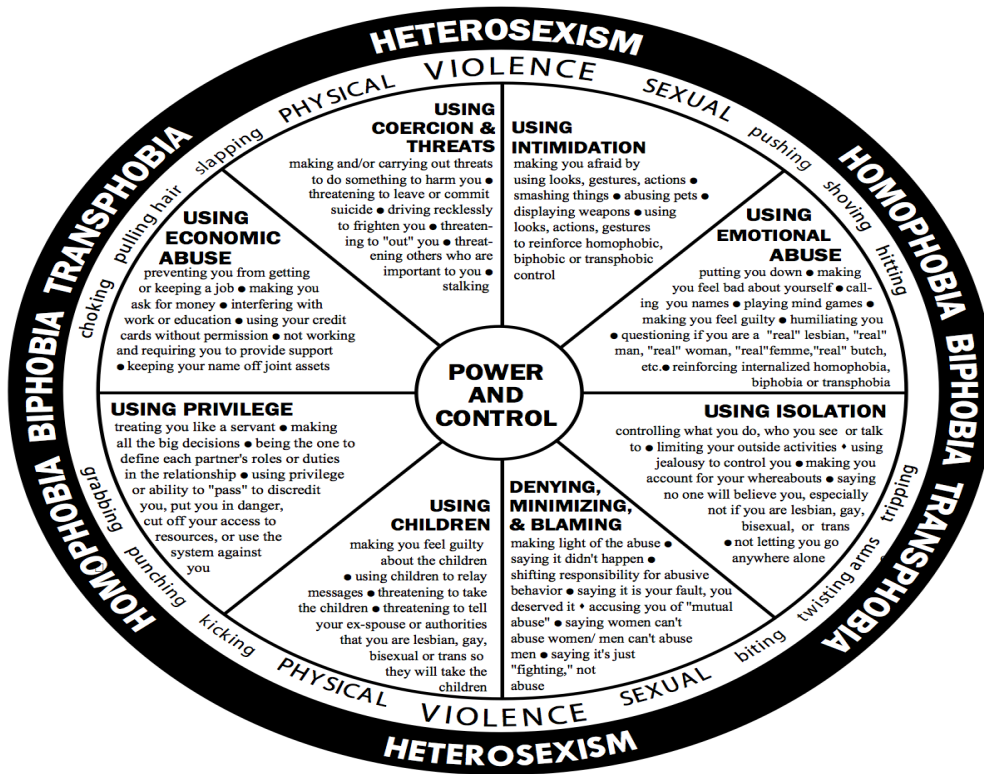 HETEROSEXISM
HOMOPHOBIA BIPHOBIA TRANSPHOBIA
HETEROSEXISM
HOMOPHOBIA BIPHOBIA TRANSPHOBIA
PHYSICAL VIOLENCE SEXUAL
pushing shoving hitting
tripping
twisting arms
biting
PHYSICAL VIOLENCE SEXUAL
kicking
punching
grabbing
choking
pulling hair
slapping
USING
COERCION &
THREATS
making and/or carrying out threats
to do something to harm you ●
threatening to leave or commit
suicide ● driving recklessly
to frighten you ● threaten-
ing to "out" you ● threat-
ening others who are
important to you ●
stalking
USING
INTIMIDATION
making you afraid by
using looks, gestures, actions ●
smashing things ● abusing pets ●
displaying weapons ● using
looks, actions, gestures
to reinforce homophobic,
biphobic or transphobic
control
USING
ECONOMIC
ABUSE
preventing you from getting
or keeping a job ● making you
ask for money ● interfering with
work or education ● using your credit
cards without permission ● not working
and requiring you to provide support
● keeping your name off joint assets
USING
EMOTIONAL
ABUSE
putting you down ● making
you feel bad about yourself ● call-
ing you names ● playing mind games ●
making you feel guilty ● humiliating you
● questioning if you are a "real" lesbian, "real"
man, "real" woman, "real"femme,"real" butch,
etc.● reinforcing internalized homophobia,
biphobia or transphobia
POWER
AND
CONTROL
USING PRIVILEGE
treating you like a servant ● making
all the big decisions ● being the one to
define each partner's roles or duties
in the relationship ● using privilege
or ability to "pass" to discredit
you, put you in danger,
cut off your access to
resources, or use the
system against
you
USING ISOLATION
controlling what you do, who you see or talk
to ● limiting your outside activities ♦ using
jealousy to control you ● making you
account for your whereabouts ● saying
no one will believe you, especially
not if you are lesbian, gay,
bisexual, or trans
● not letting you go
anywhere alone
USING
CHILDREN
making you feel guilty
about the children
● using children to relay
messages ● threatening to take
the children ● threatening to tell
your ex-spouse or authorities
that you are lesbian, gay,
bisexual or trans so
they will take the
children
DENYING,
MINIMIZING,
& BLAMING
making light of the abuse ●
saying it didn't happen ●
shifting responsibility for abusive
behavior ● saying it is your fault, you
deserved it ♦ accusing you of "mutual
abuse" ● saying women can't
abuse women/ men can't abuse
men ● saying it's just
"fighting," not
abuse